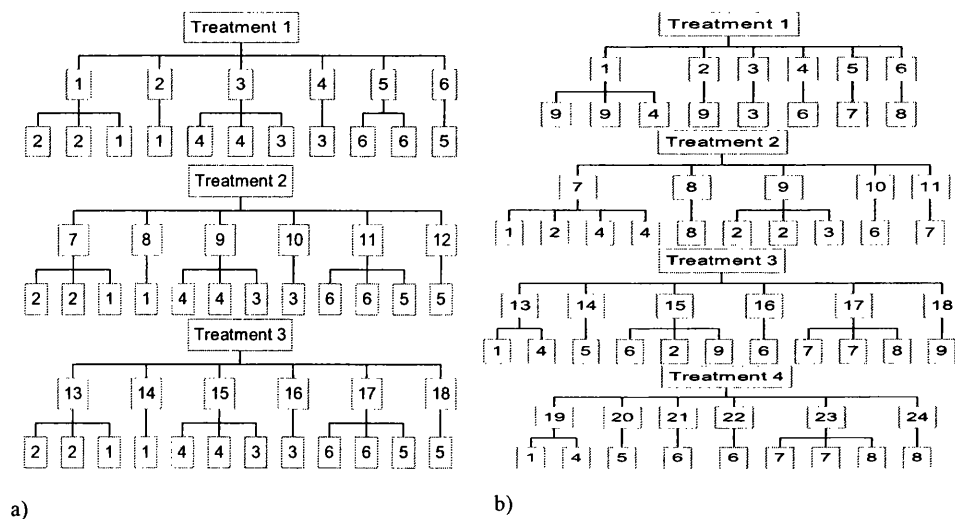 Treatment 1
1 2 3 4 5 6
2 2 1 1 4 4 3 3 6 6 5
Treatment 2
7 8 9 10 11 12
2 2 1 1 4 4 3 3 6 6 5 5
Treatment 3
13 14 15 16 17 18
2 2 1 1 4 4 3 3 6 6 5 5
a)
Treatment 1
1 2 3 4 5 6
9 9 4 9 3 6 7 8
Treatment 2
7 8 9 10 11
1 2 4 4 8 2 2 3 6 7
Treatment 3
13 14 15 16 17 18
1 4 5 6 2 9 6 7 7 8 9
Treatment 4
19 20 21 22 23 24
1 4 5 6 6 7 7 8 8
b)